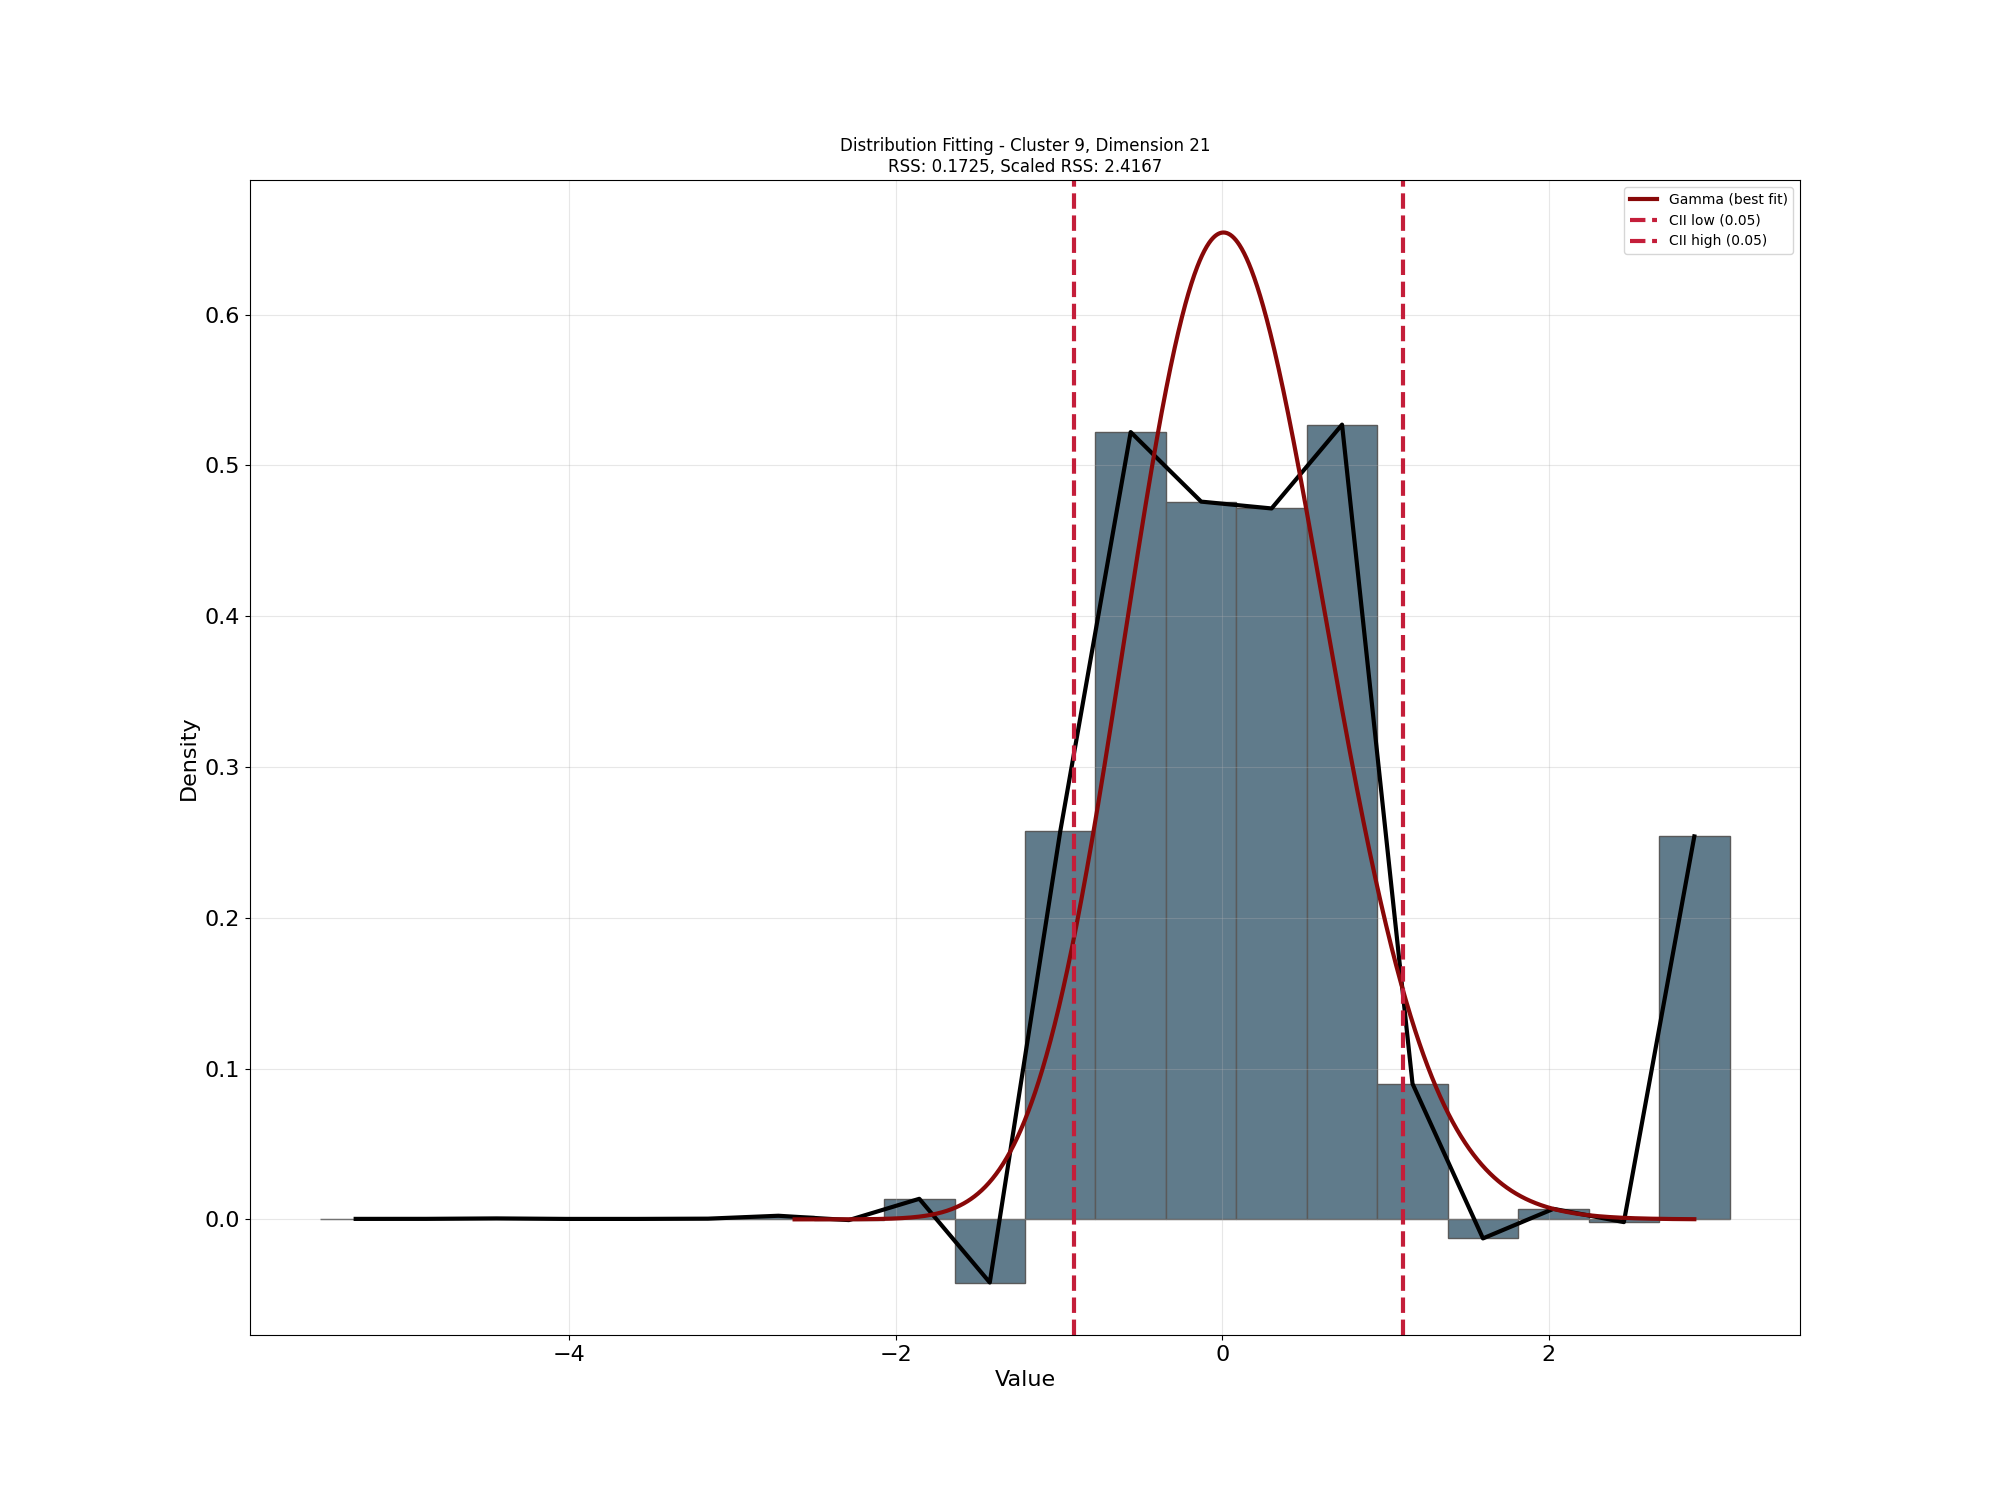 Distribution Fitting - Cluster 9, Dimension 21
RSS: 0.1725, Scaled RSS: 2.4167
Gamma (best fit)
CII low (0.05)
CII high (0.05)
0.6
0.5
0.4
0.3
0.2
0.1
0.0
Density
−4
−2
0
2
Value